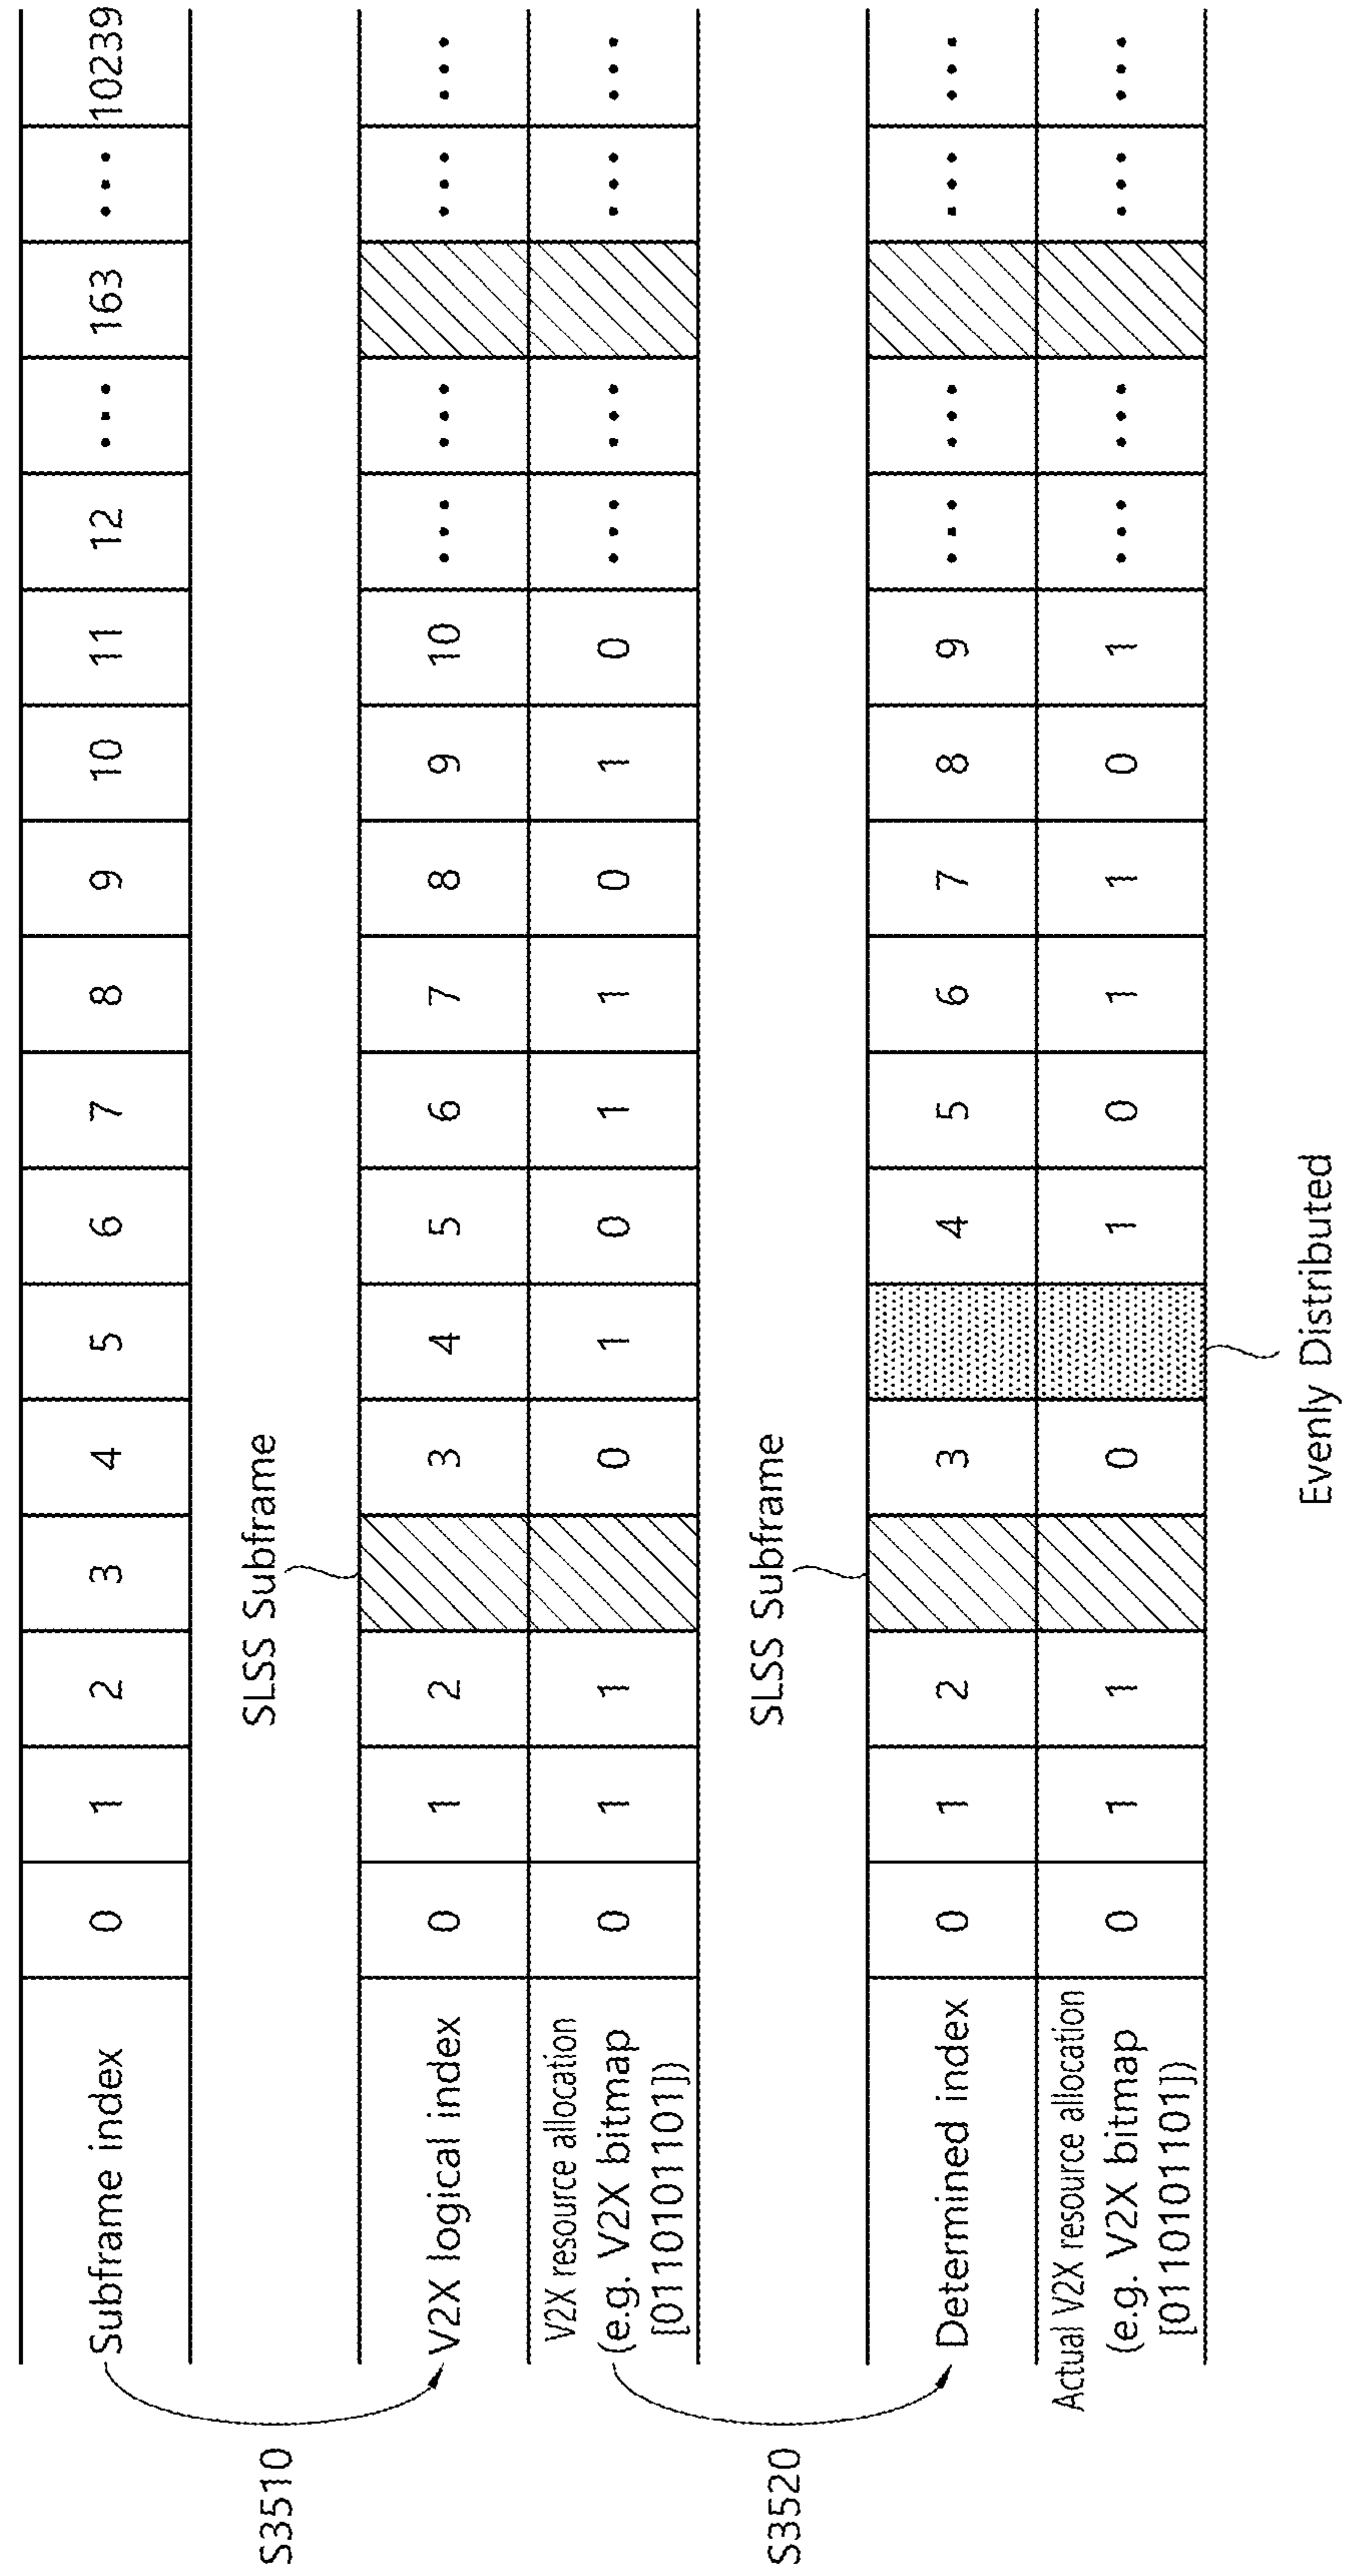 Subframe index 0 1 2 3 4 5 6 7 8 9 10 11 12 ... 163 ... 10239
S3510
SLSS Subframe
V2X logical index 0 1 2 3 4 5 6 7 8 9 10 ... ... ... ...
V2X resource allocation
(e.g. V2X bitmap 0 1 1 0 1 0 1 1 0 1 0 ... ... ... ...
[0110101101])
S3520
SLSS Subframe
Determined index 0 1 2 3 4 5 6 7 8 9 ... ... ... ...
Actual V2X resource allocation
(e.g. V2X bitmap 0 1 1 0 1 0 1 1 0 1 ... ... ... ...
[0110101101])
Evenly Distributed